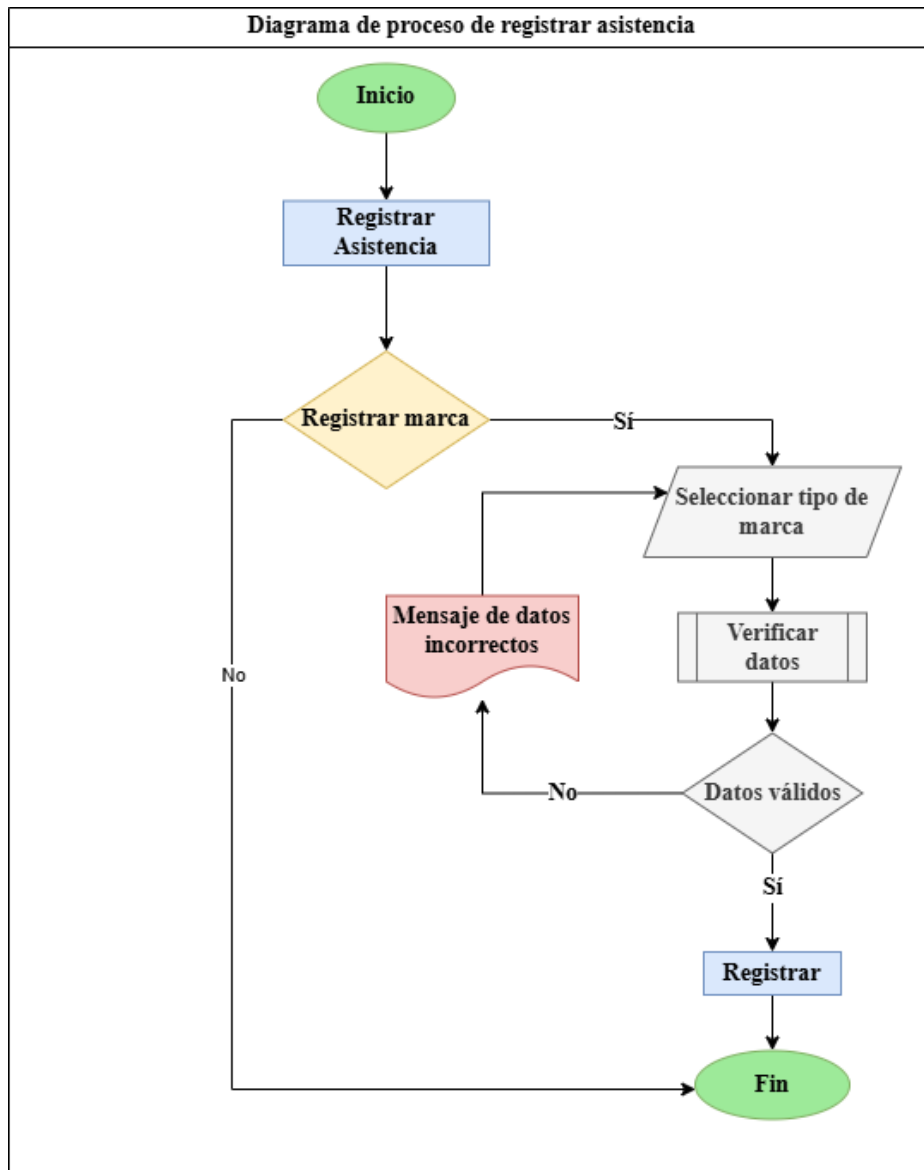 Diagrama de proceso de registrar asistencia
Inicio
Registrar
Asistencia
Registrar marca
Sí
Seleccionar tipo de
marca
Mensaje de datos
incorrectos
Verificar
datos
No
No
Datos válidos
Sí
Registrar
Fin